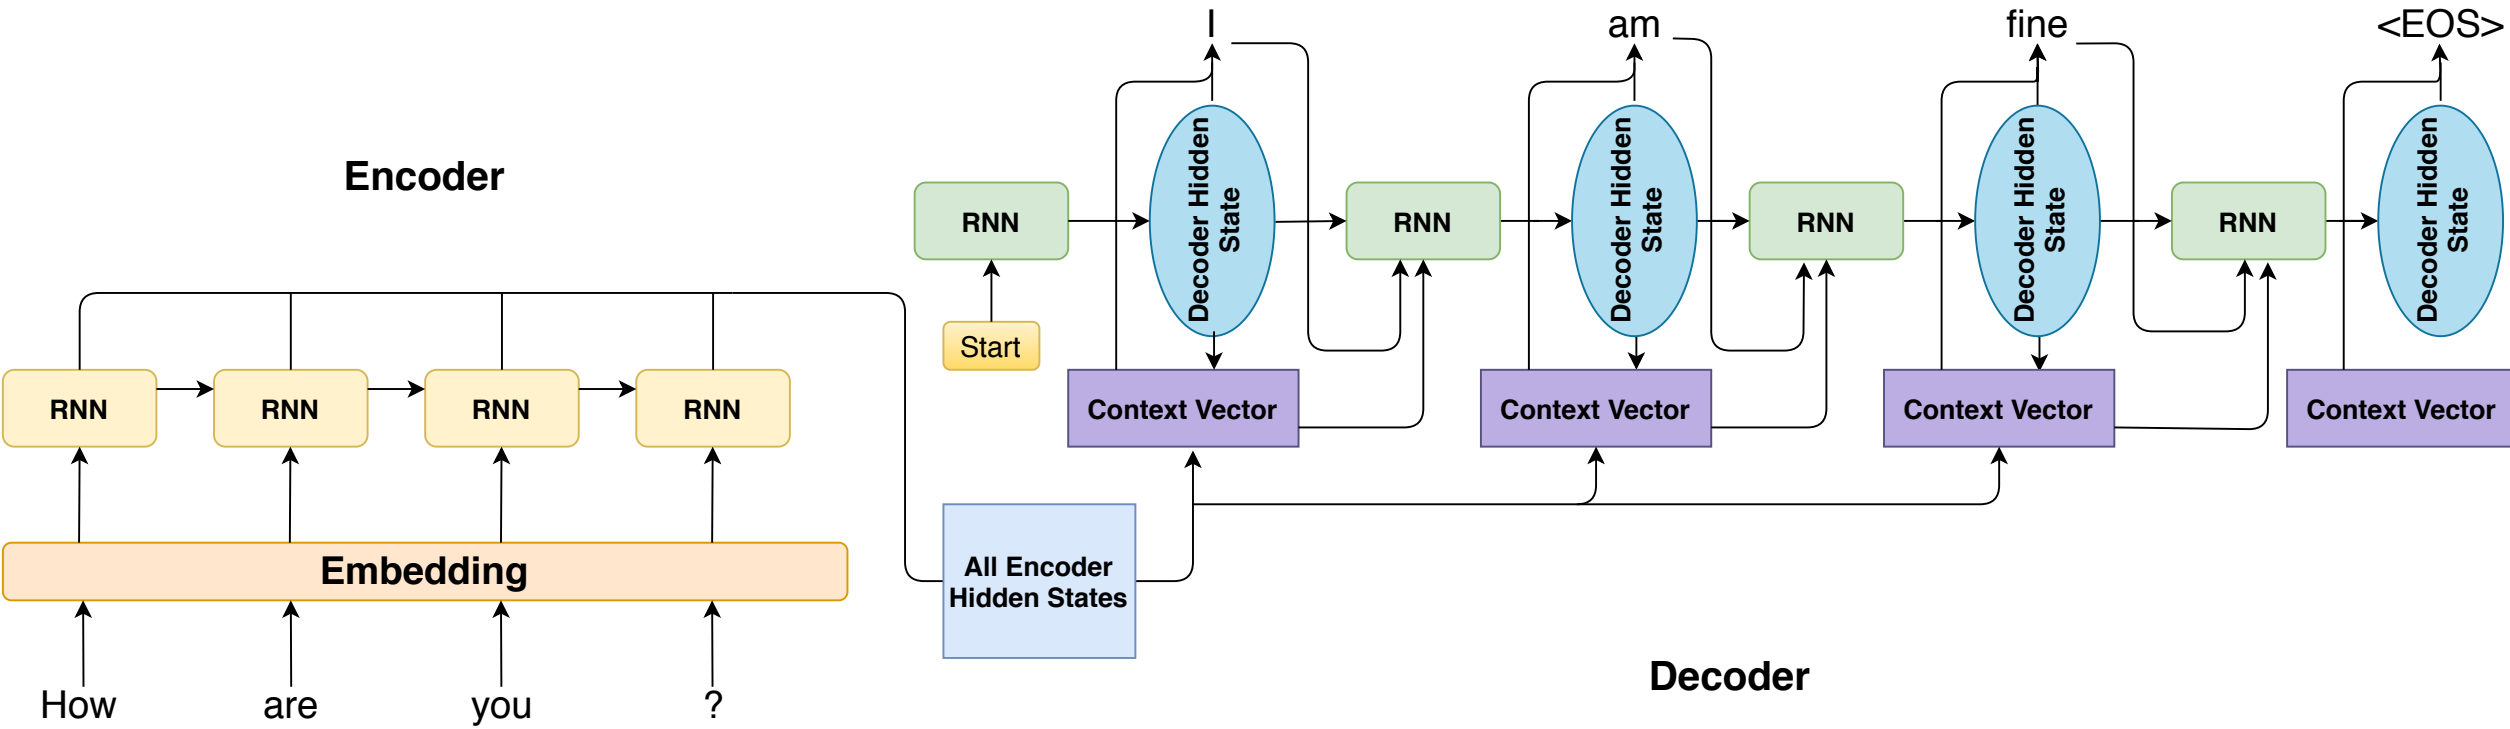 I
am
fine
<EOS>
Encoder
RNN
Decoder Hidden
State
RNN
Decoder Hidden
State
RNN
Decoder Hidden
State
RNN
Decoder Hidden
State
Start
RNN
RNN
RNN
RNN
Context Vector
Context Vector
Context Vector
Context Vector
Embedding
All Encoder
Hidden States
How
are
you
?
Decoder